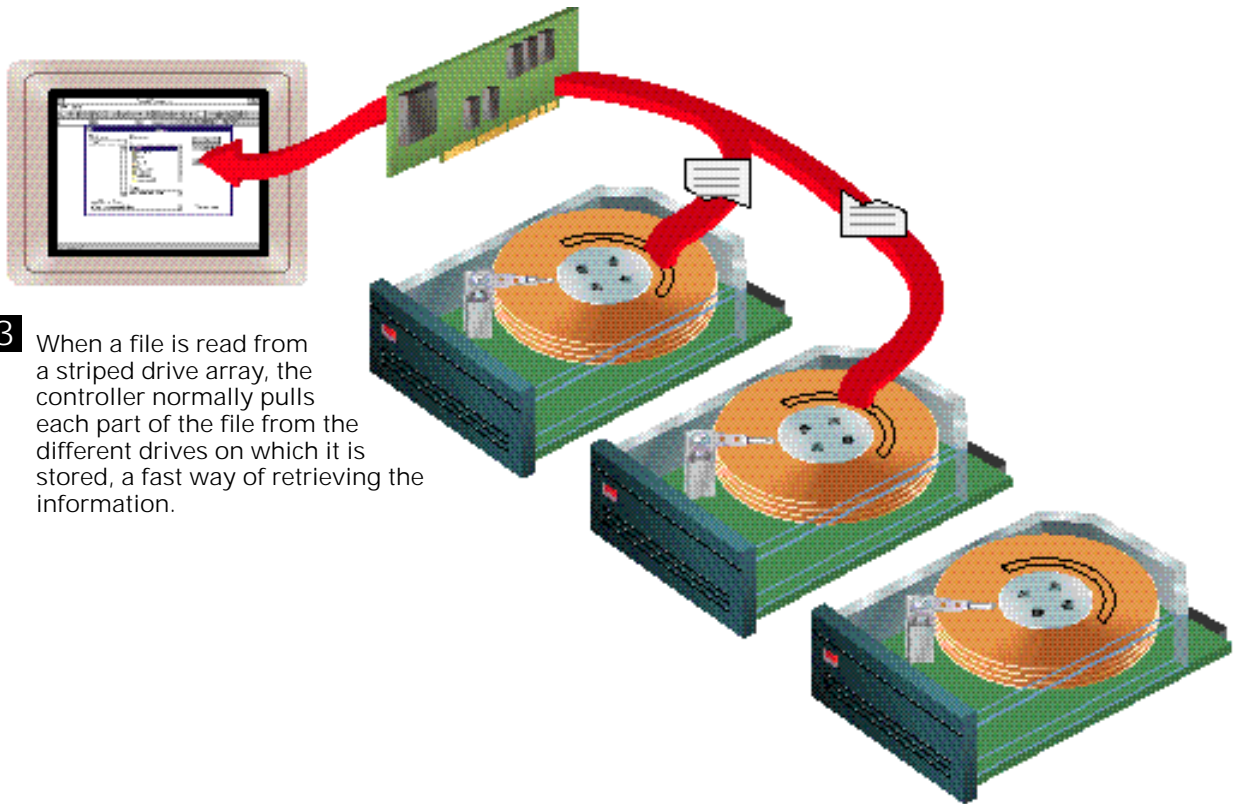 3
When a file is read from
a striped drive array, the
controller normally pulls
each part of the file from the
different drives on which it is
stored, a fast way of retrieving the
information.